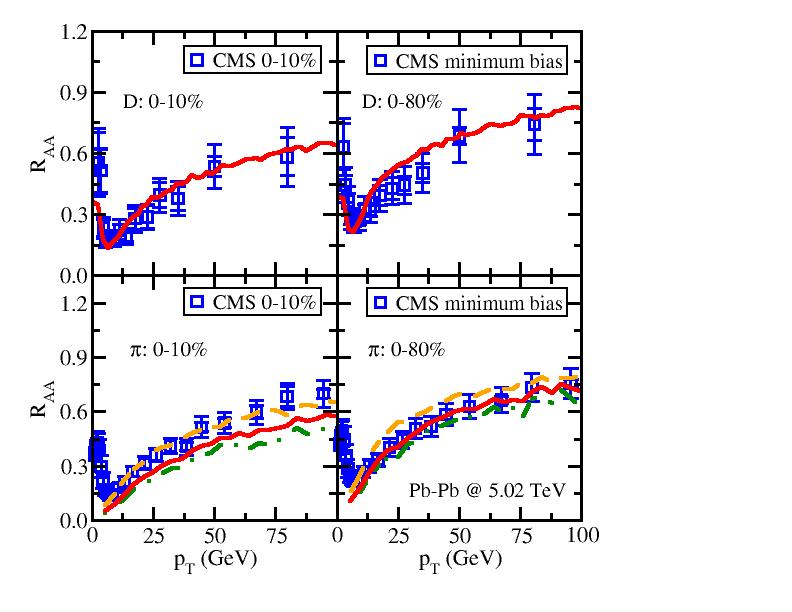 1.2
CMS 0-10%
CMS minimum bias
0.9
D: 0-10%
D: 0-80%
R_AA
0.6
0.3
0.0
1.2
CMS 0-10%
CMS minimum bias
0.9
π: 0-10%
π: 0-80%
R_AA
0.6
0.3
Pb-Pb @ 5.02 TeV
0.0
0 25 50 75 0 25 50 75 100
p_T (GeV) p_T (GeV)